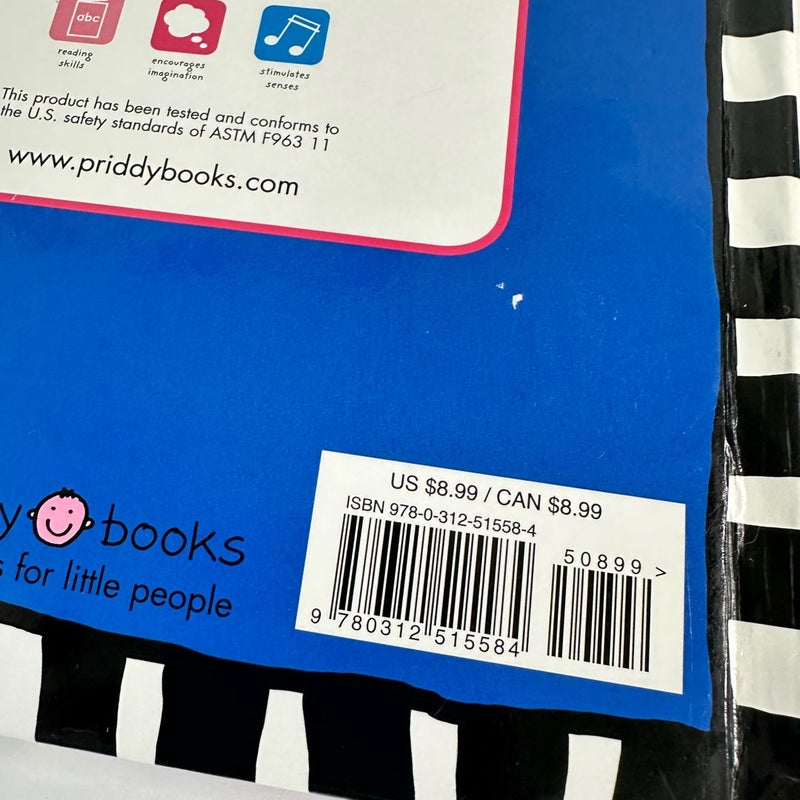 abc
reading
skills
encourages
imagination
stimulates
senses
This product has been tested and conforms to
the U.S. safety standards of ASTM F963 11
www.priddybooks.com
y books
s for little people
US $8.99 / CAN $8.99
ISBN 978-0-312-51558-4
50899 >
9 780312 515584